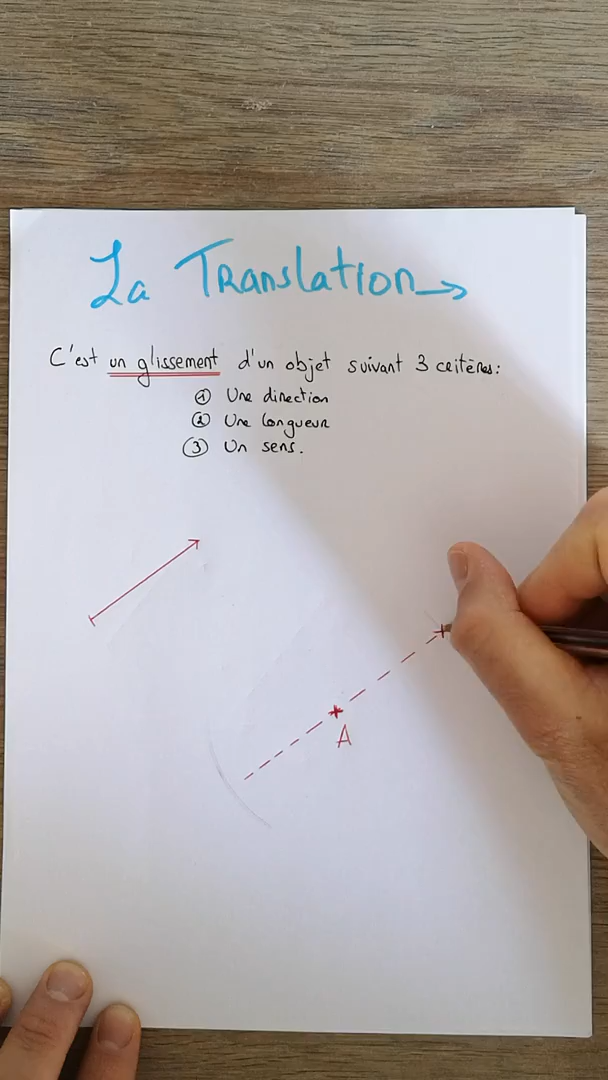 La Translation
C'est un glissement d'un objet suivant 3 critères:
① Une direction
② Une longueur
③ Un sens.
A